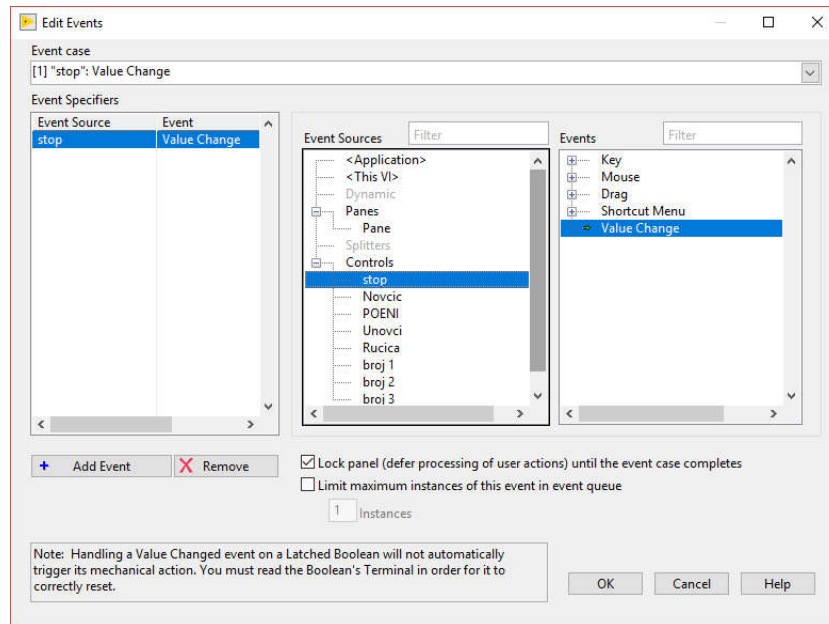 Edit Events
Event case
[1] "stop": Value Change
Event Specifiers
Event Source Event
stop Value Change
Event Sources Filter
<Application>
<This VI>
Dynamic
Panes
Pane
Splitters
Controls
stop
Novcic
POENI
Unovci
Rucica
broj 1
broj 2
broj 3
Events Filter
Key
Mouse
Drag
Shortcut Menu
Value Change
Add Event Remove
Lock panel (defer processing of user actions) until the event case completes
Limit maximum instances of this event in event queue
1 Instances
Note: Handling a Value Changed event on a Latched Boolean will not automatically
trigger its mechanical action. You must read the Boolean's Terminal in order for it to
correctly reset.
OK Cancel Help